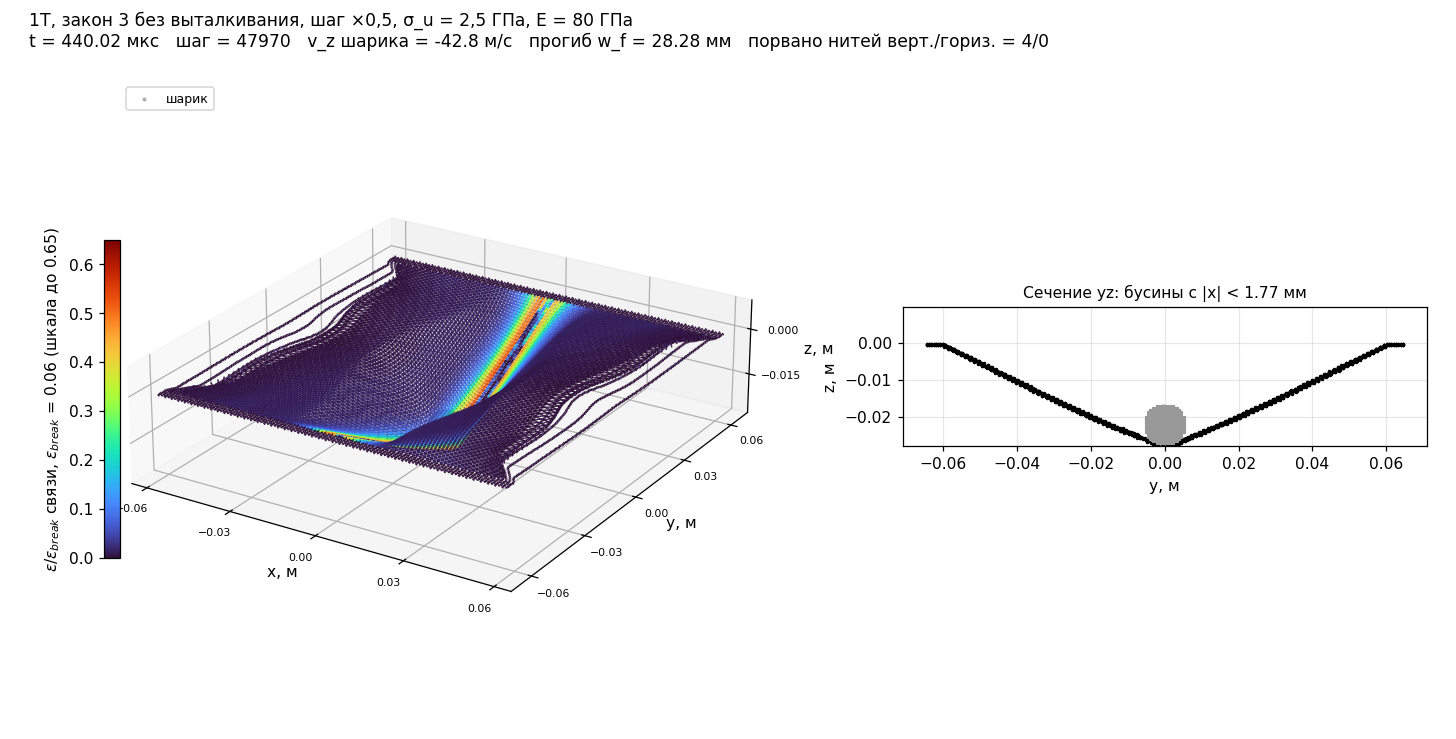 1T, закон 3 без выталкивания, шаг ×0,5, σ_u = 2,5 ГПа, E = 80 ГПа
t = 440.02 мкс   шаг = 47970   v_z шарика = -42.8 м/с   прогиб w_f = 28.28 мм   порвано нитей верт./гориз. = 4/0
шарик
ε/ε_break связи, ε_break = 0.06 (шкала до 0.65)
0.6
0.5
0.4
0.3
0.2
0.1
0.0
−0.06
−0.03
0.00
0.03
0.06
x, м
−0.06
−0.03
0.00
0.03
0.06
y, м
0.000
−0.015
z, м
Сечение yz: бусины с |x| < 1.77 мм
0.00
−0.01
−0.02
z, м
−0.06
−0.04
−0.02
0.00
0.02
0.04
0.06
y, м